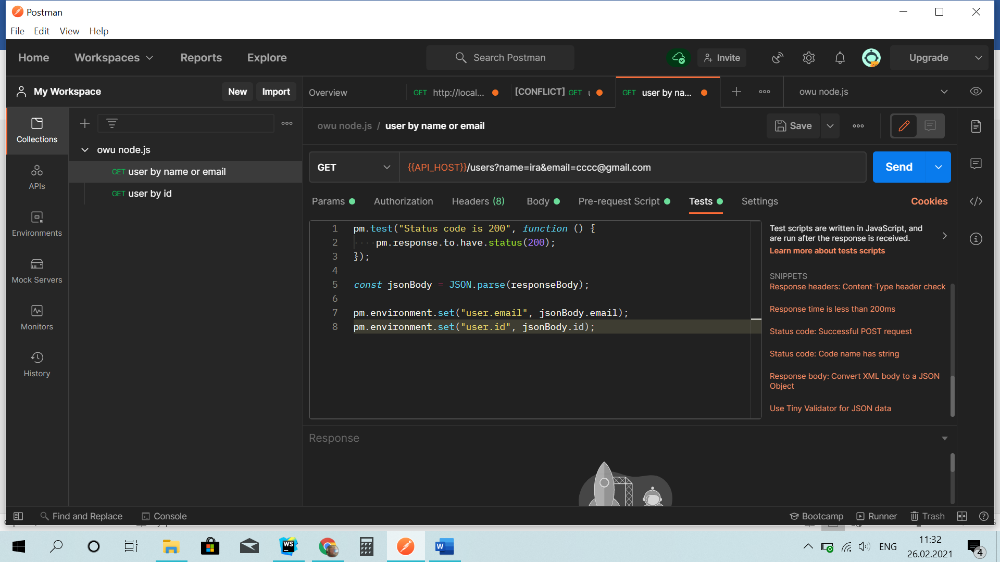 Postman
File Edit View Help
Home Workspaces Reports Explore Search Postman Invite Upgrade
My Workspace New Import
Overview GET http://local... [CONFLICT] GET GET user by na... owu node.js
Collections
APIs
Environments
Mock Servers
Monitors
History
owu node.js
GET user by name or email
GET user by id
owu node.js / user by name or email Save
GET {{API_HOST}}/users?name=ira&email=cccc@gmail.com Send
Params Authorization Headers (8) Body Pre-request Script Tests Settings Cookies
1 pm.test("Status code is 200", function () {
2 ····pm.response.to.have.status(200);
3 });
4
5 const jsonBody = JSON.parse(responseBody);
6
7 pm.environment.set("user.email", jsonBody.email);
8 pm.environment.set("user.id", jsonBody.id);
Test scripts are written in JavaScript, and
are run after the response is received.
Learn more about tests scripts
SNIPPETS
Response headers: Content-Type header check
Response time is less than 200ms
Status code: Successful POST request
Status code: Code name has string
Response body: Convert XML body to a JSON
Object
Use Tiny Validator for JSON data
Response
Find and Replace Console Bootcamp Runner Trash
WS W ENG 11:32
26.02.2021 4